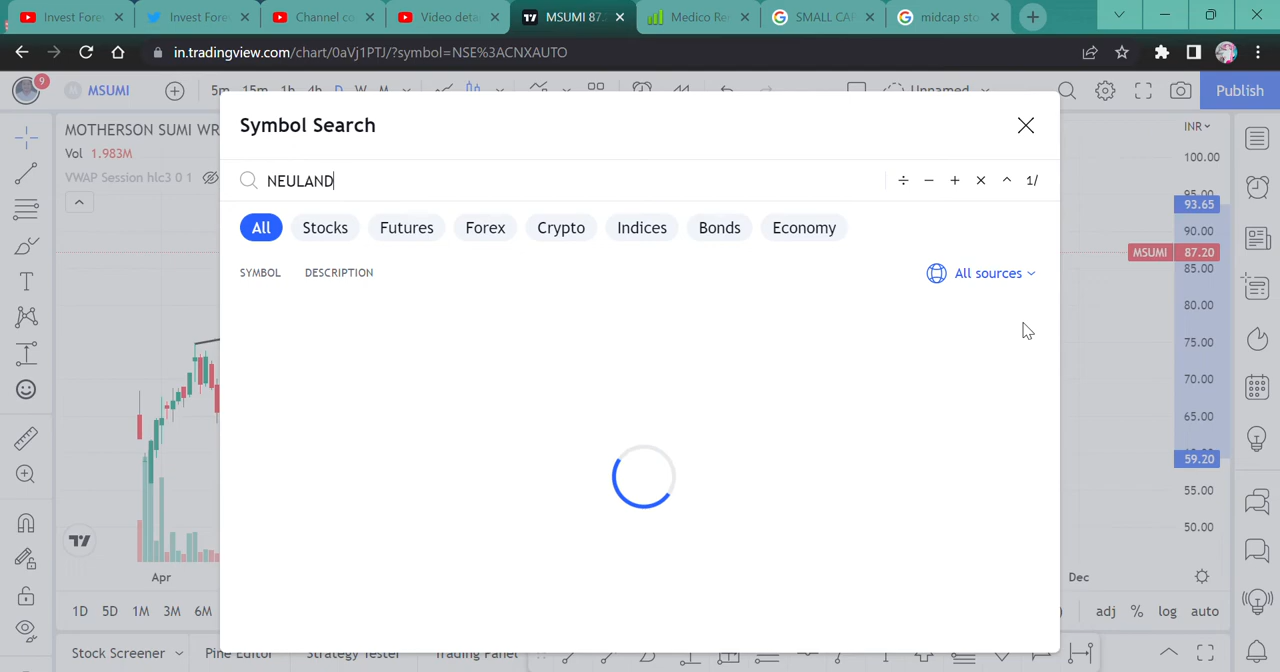 Invest Fore
Invest Fore
Channel co
Video deta
MSUMI 87.
Medico Re
SMALL CAP
midcap sto
in.tradingview.com/chart/0aVj1PTJ/?symbol=NSE%3ACNXAUTO
9
MSUMI
5m 15m 1h 4h D W M
Unnamed
Publish
MOTHERSON SUMI WR
Vol 1.983M
VWAP Session hlc3 0 1
Symbol Search
NEULAND
1/
All Stocks Futures Forex Crypto Indices Bonds Economy
SYMBOL DESCRIPTION
All sources
INR
100.00
95.00
93.65
90.00
MSUMI 87.20
85.00
80.00
75.00
70.00
65.00
59.20
55.00
50.00
Apr
Dec
1D 5D 1M 3M 6M
adj % log auto
Stock Screener
Pine Editor
Strategy Tester
Trading Panel